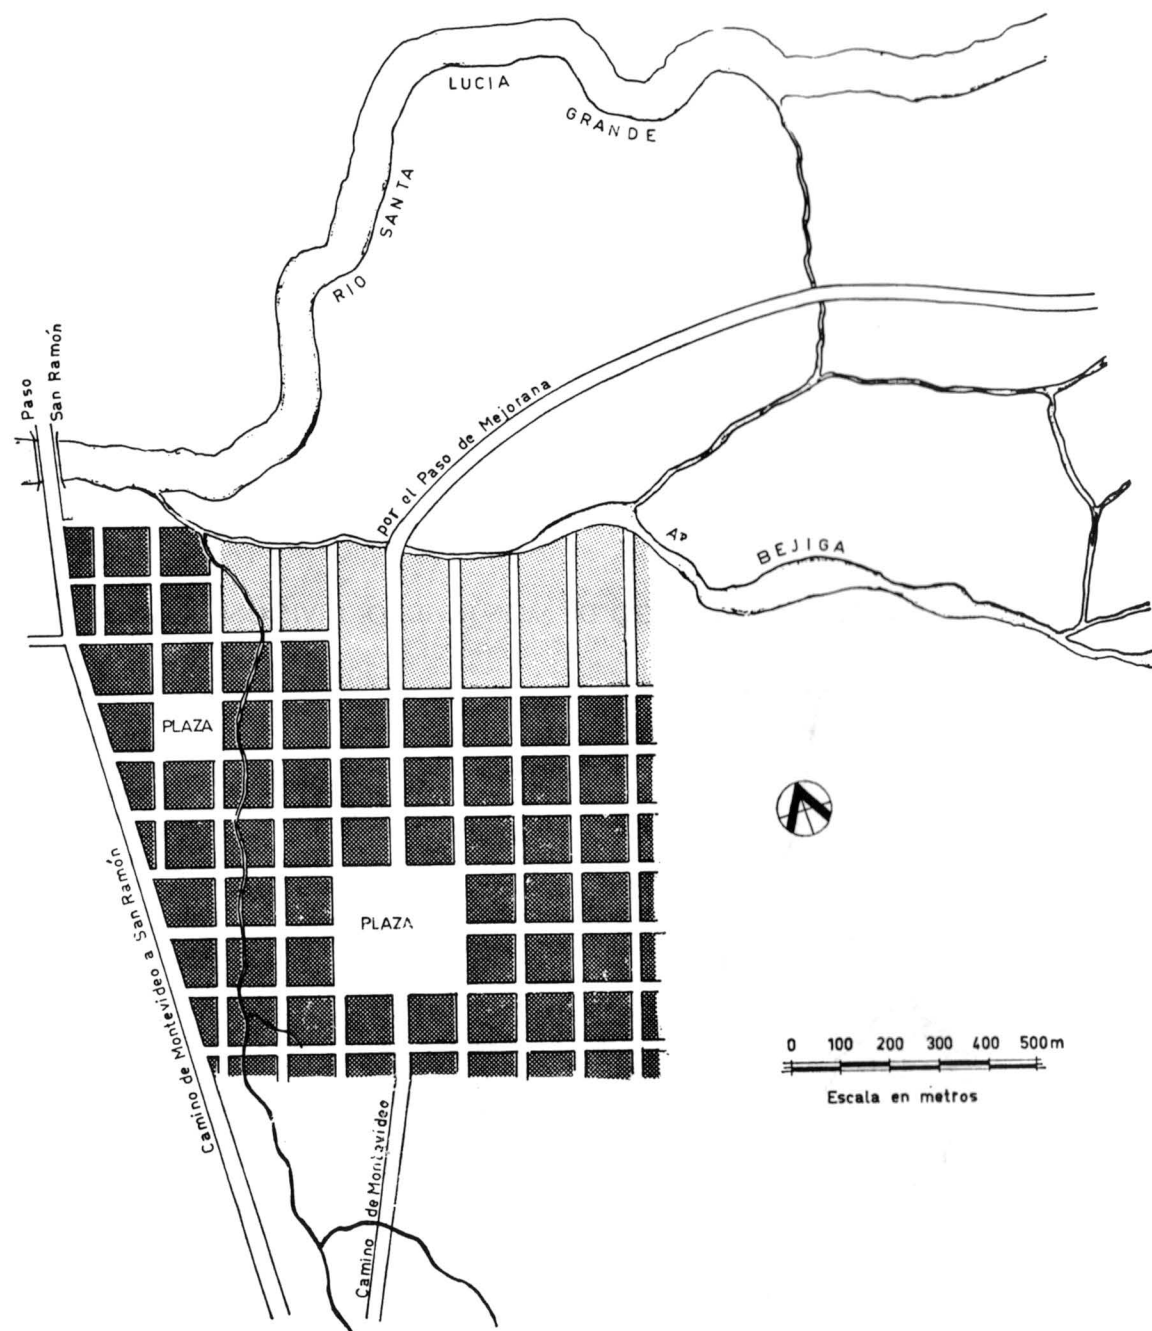 LUCIA
GRANDE
SANTA
RIO
Paso
San Ramón
por el Paso de Mejorana
Aº
BEJIGA
PLAZA
PLAZA
Camino de Montevideo a San Ramón
Camino de Montevideo
0 100 200 300 400 500m
Escala en metros